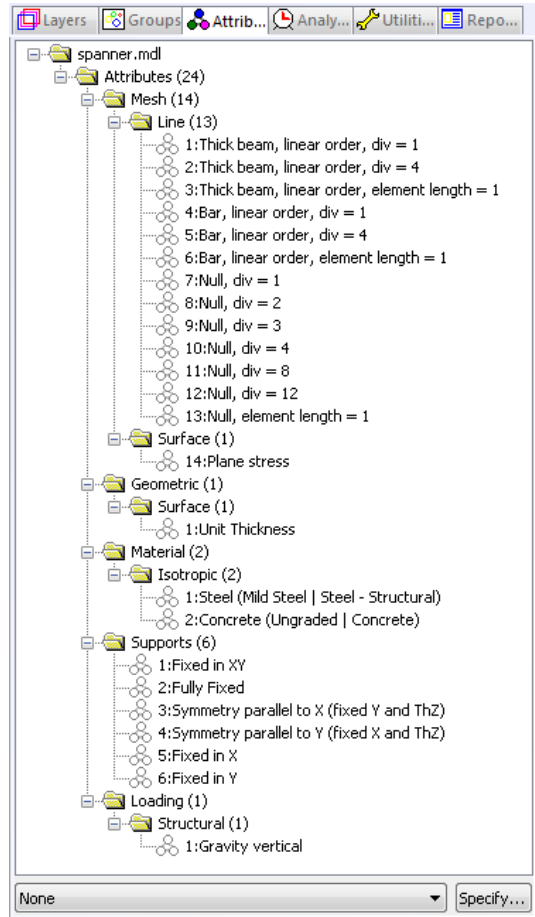 Layers Groups Attrib... Analy... Utiliti... Repo...
spanner.mdl
Attributes (24)
Mesh (14)
Line (13)
1:Thick beam, linear order, div = 1
2:Thick beam, linear order, div = 4
3:Thick beam, linear order, element length = 1
4:Bar, linear order, div = 1
5:Bar, linear order, div = 4
6:Bar, linear order, element length = 1
7:Null, div = 1
8:Null, div = 2
9:Null, div = 3
10:Null, div = 4
11:Null, div = 8
12:Null, div = 12
13:Null, element length = 1
Surface (1)
14:Plane stress
Geometric (1)
Surface (1)
1:Unit Thickness
Material (2)
Isotropic (2)
1:Steel (Mild Steel | Steel - Structural)
2:Concrete (Ungraded | Concrete)
Supports (6)
1:Fixed in XY
2:Fully Fixed
3:Symmetry parallel to X (fixed Y and ThZ)
4:Symmetry parallel to Y (fixed X and ThZ)
5:Fixed in X
6:Fixed in Y
Loading (1)
Structural (1)
1:Gravity vertical
None Specify...